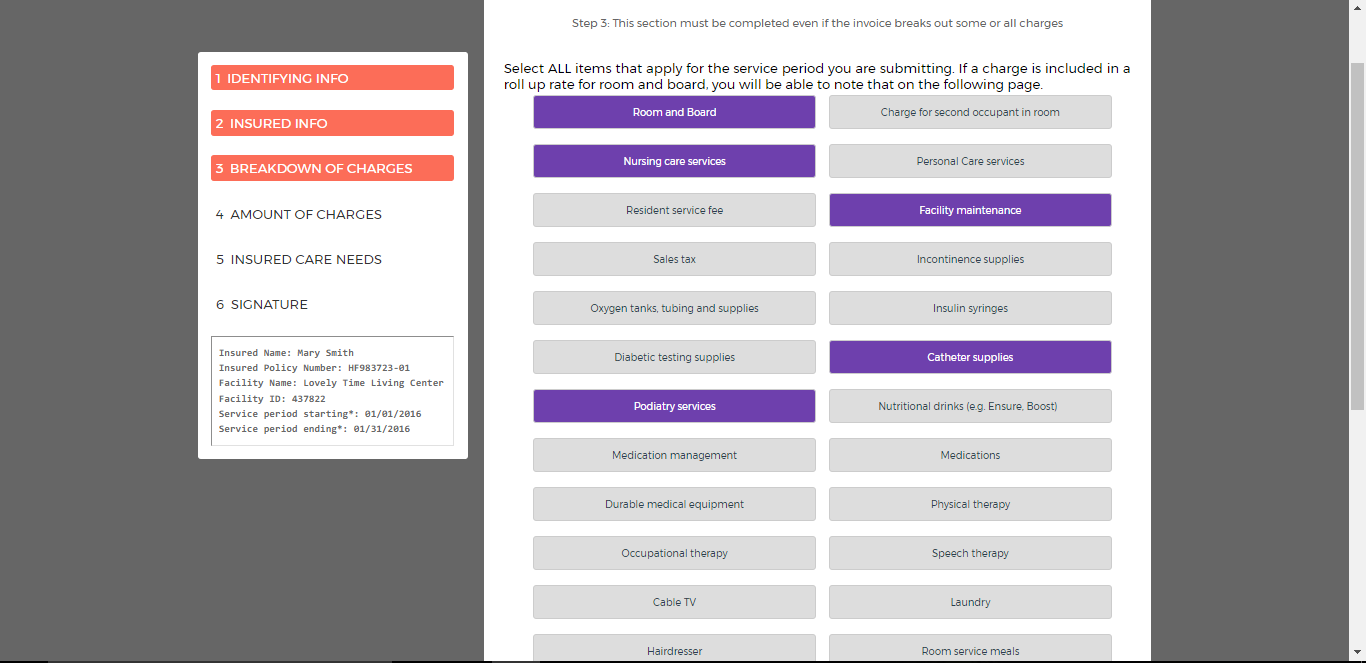 Step 3: This section must be completed even if the invoice breaks out some or all charges
1 IDENTIFYING INFO
2 INSURED INFO
3 BREAKDOWN OF CHARGES
4 AMOUNT OF CHARGES
5 INSURED CARE NEEDS
6 SIGNATURE
Insured Name: Mary Smith
Insured Policy Number: HF983723-01
Facility Name: Lovely Time Living Center
Facility ID: 437822
Service period starting*: 01/01/2016
Service period ending*: 01/31/2016
Select ALL items that apply for the service period you are submitting. If a charge is included in a
roll up rate for room and board, you will be able to note that on the following page.
Room and Board
Charge for second occupant in room
Nursing care services
Personal Care services
Resident service fee
Facility maintenance
Sales tax
Incontinence supplies
Oxygen tanks, tubing and supplies
Insulin syringes
Diabetic testing supplies
Catheter supplies
Podiatry services
Nutritional drinks (e.g. Ensure, Boost)
Medication management
Medications
Durable medical equipment
Physical therapy
Occupational therapy
Speech therapy
Cable TV
Laundry
Hairdresser
Room service meals